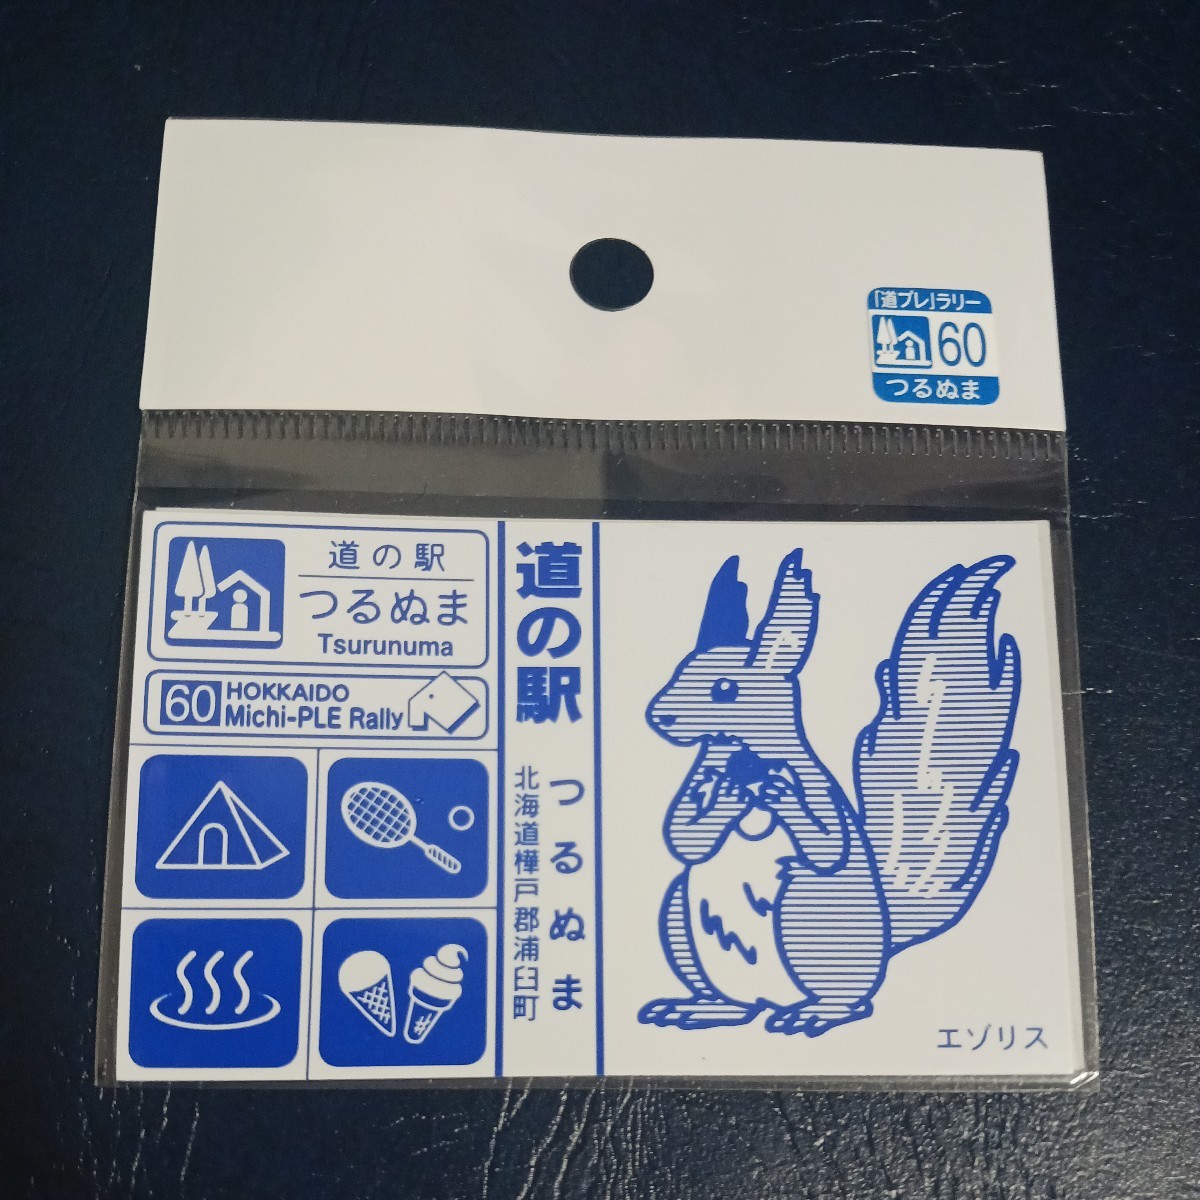 「道プレ」ラリー
60
つるぬま
道の駅
つるぬま
Tsurunuma
60 HOKKAIDO
Michi-PLE Rally
道の駅 つるぬま
北海道樺戸郡浦臼町
エゾリス